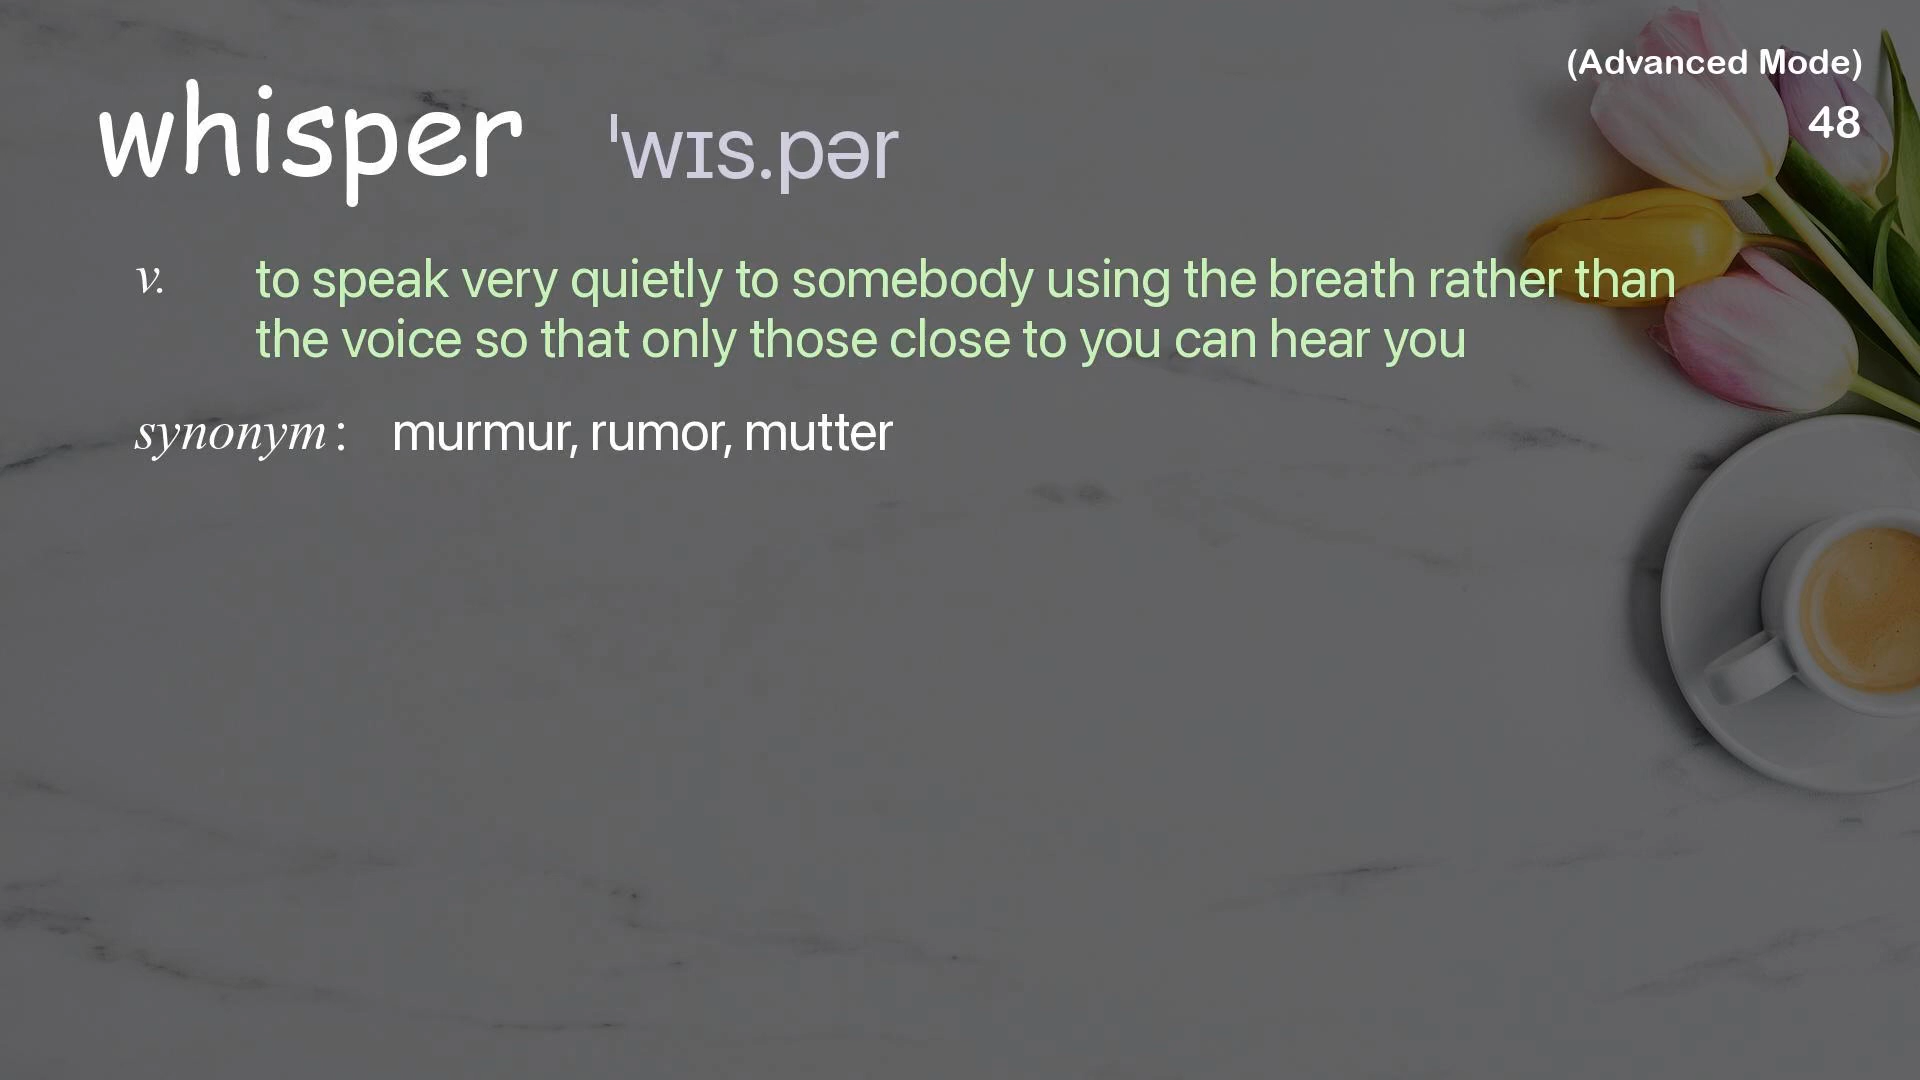 (Advanced Mode)
48
whisper ˈwɪs.pər
v. to speak very quietly to somebody using the breath rather than
the voice so that only those close to you can hear you
synonym: murmur, rumor, mutter